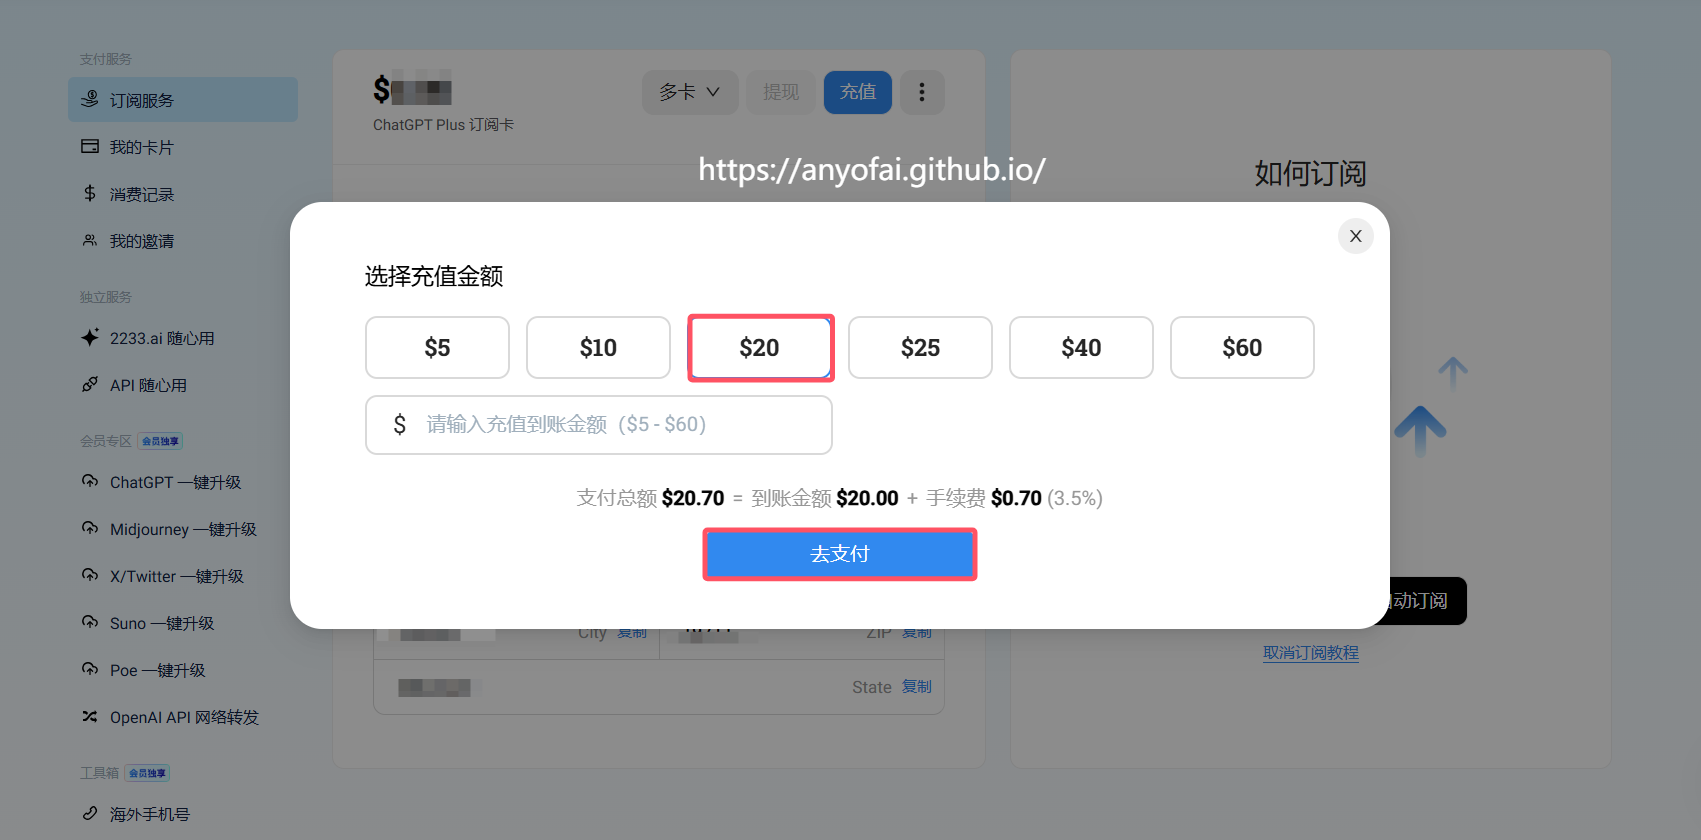 支付服务
订阅服务
我的卡片
消费记录
我的邀请
独立服务
2233.ai 随心用
API 随心用
会员专区 会员独享
ChatGPT 一键升级
Midjourney 一键升级
X/Twitter 一键升级
Suno 一键升级
Poe 一键升级
OpenAI API 网络转发
工具箱 会员独享
海外手机号
$
多卡 提现 充值
ChatGPT Plus 订阅卡
https://anyofai.github.io/
如何订阅
X
选择充值金额
$5 $10 $20 $25 $40 $60
$ 请输入充值到账金额（$5 - $60）
支付总额 $20.70 = 到账金额 $20.00 + 手续费 $0.70 (3.5%)
去支付
City 复制 ZIP 复制
State 复制
动订阅
取消订阅教程